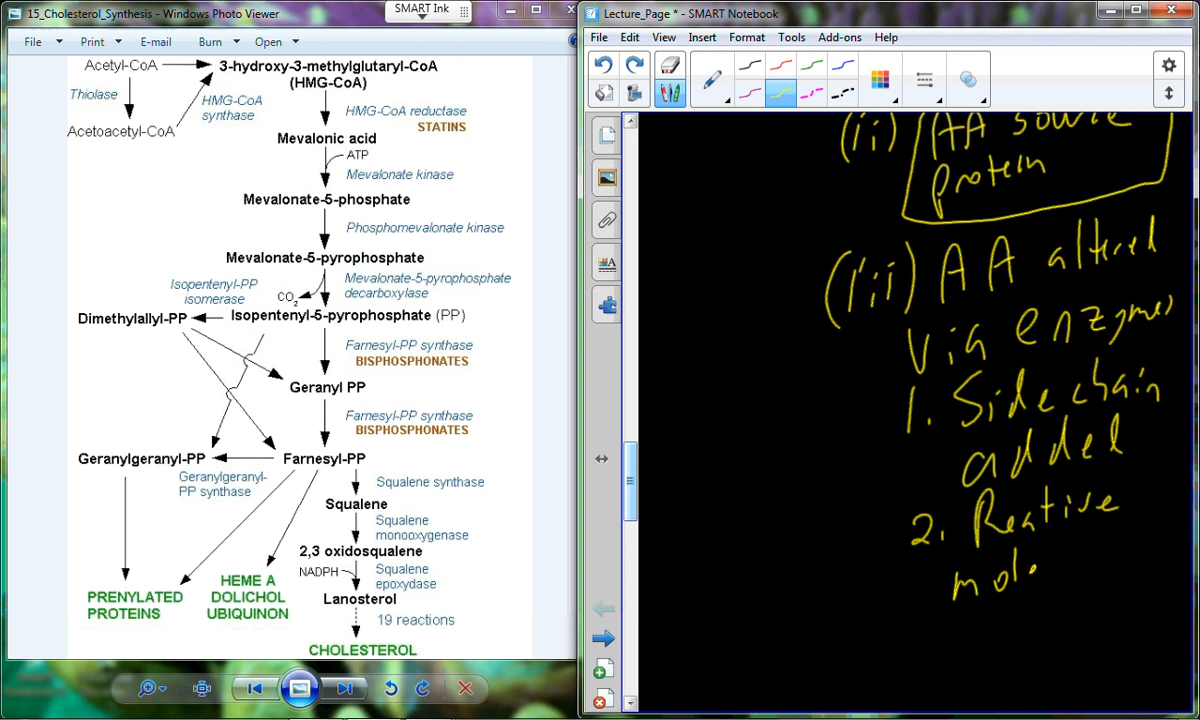 15_Cholesterol_Synthesis - Windows Photo Viewer
SMART Ink
File Print E-mail Burn Open
Acetyl-CoA
3-hydroxy-3-methylglutaryl-CoA
(HMG-CoA)
Thiolase
HMG-CoA
synthase
Acetoacetyl-CoA
HMG-CoA reductase
STATINS
Mevalonic acid
ATP
Mevalonate kinase
Mevalonate-5-phosphate
Phosphomevalonate kinase
Mevalonate-5-pyrophosphate
Isopentenyl-PP
isomerase
CO2
Mevalonate-5-pyrophosphate
decarboxylase
Dimethylallyl-PP
Isopentenyl-5-pyrophosphate (PP)
Farnesyl-PP synthase
BISPHOSPHONATES
Geranyl PP
Farnesyl-PP synthase
BISPHOSPHONATES
Geranylgeranyl-PP
Farnesyl-PP
Geranylgeranyl-
PP synthase
Squalene synthase
Squalene
Squalene
monooxygenase
2,3 oxidosqualene
NADPH
Squalene
epoxydase
Lanosterol
19 reactions
PRENYLATED
PROTEINS
HEME A
DOLICHOL
UBIQUINON
CHOLESTEROL
Lecture_Page * - SMART Notebook
File Edit View Insert Format Tools Add-ons Help
(ii) AA source
protein
(iii) AA altered
via enzymes
1. Side chain
added
2. Reative
mol.